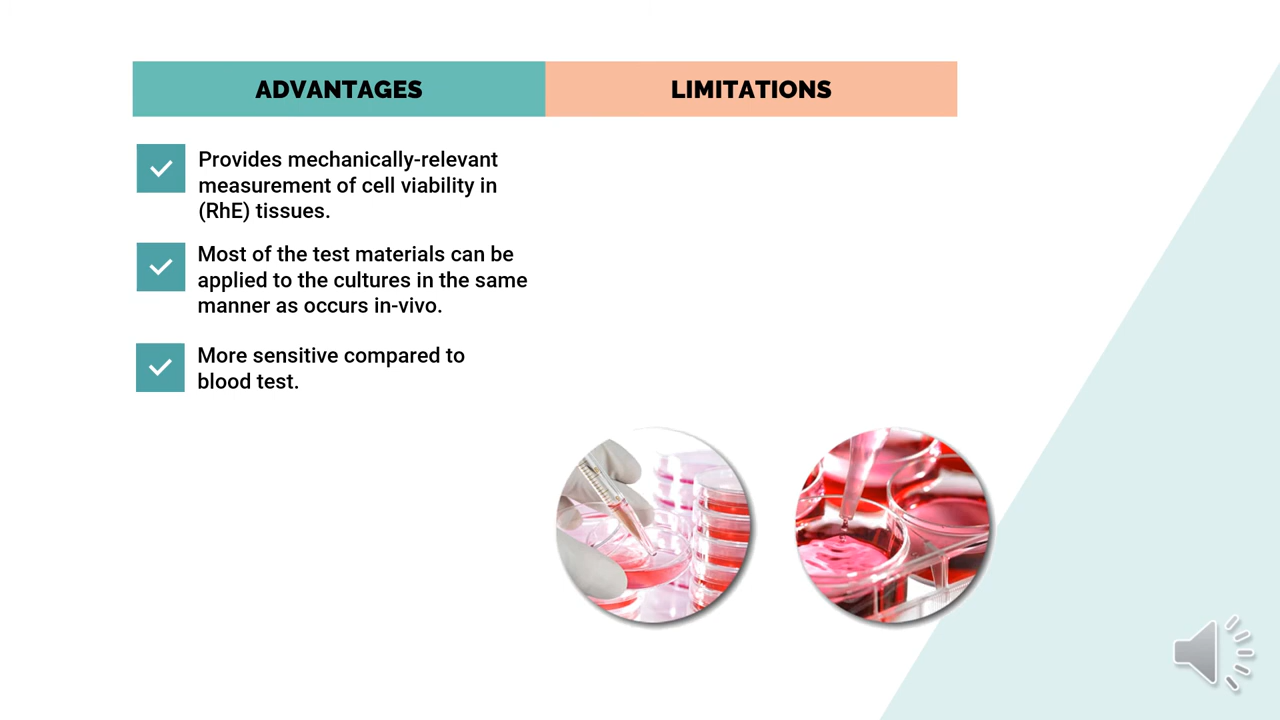 ADVANTAGES
LIMITATIONS
Provides mechanically-relevant
measurement of cell viability in
(RhE) tissues.
Most of the test materials can be
applied to the cultures in the same
manner as occurs in-vivo.
More sensitive compared to
blood test.